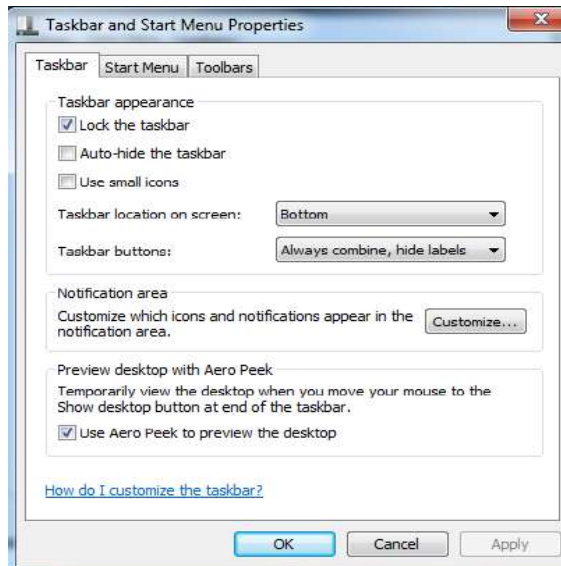 Taskbar and Start Menu Properties
Taskbar Start Menu Toolbars
Taskbar appearance
Lock the taskbar
Auto-hide the taskbar
Use small icons
Taskbar location on screen: Bottom
Taskbar buttons: Always combine, hide labels
Notification area
Customize which icons and notifications appear in the
notification area.
Customize...
Preview desktop with Aero Peek
Temporarily view the desktop when you move your mouse to the
Show desktop button at end of the taskbar.
Use Aero Peek to preview the desktop
How do I customize the taskbar?
OK Cancel Apply